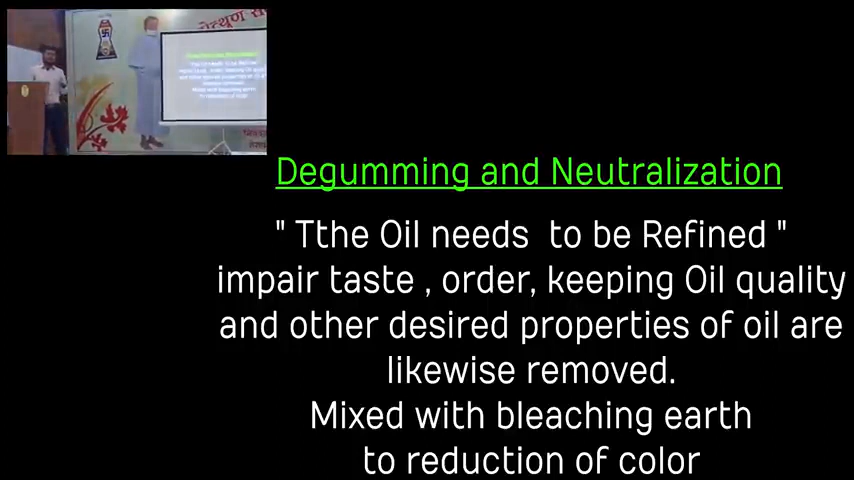 Degumming and Neutralization
" Tthe Oil needs  to be Refined "
impair taste , order, keeping Oil quality
and other desired properties of oil are
likewise removed.
Mixed with bleaching earth
to reduction of color